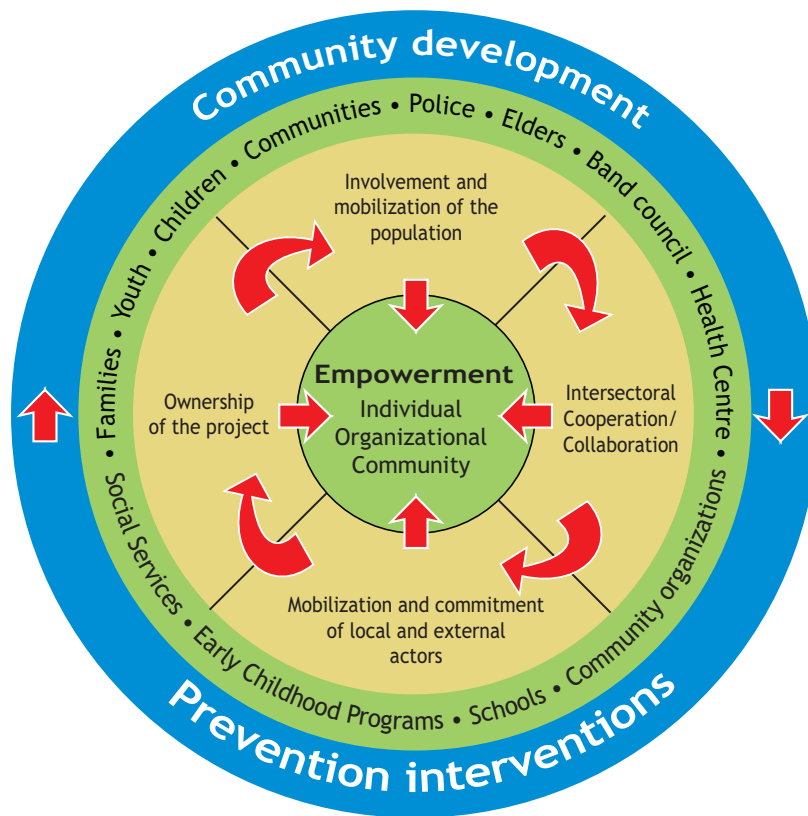 Community development
• Families • Youth • Children • Communities • Police • Elders • Band council • Health Centre •
Involvement and
mobilization of the
population
Ownership
of the project
Empowerment
Individual
Organizational
Community
Intersectoral
Cooperation/
Collaboration
Mobilization and commitment
of local and external
actors
Social Services • Early Childhood Programs • Schools • Community organizations
Prevention interventions